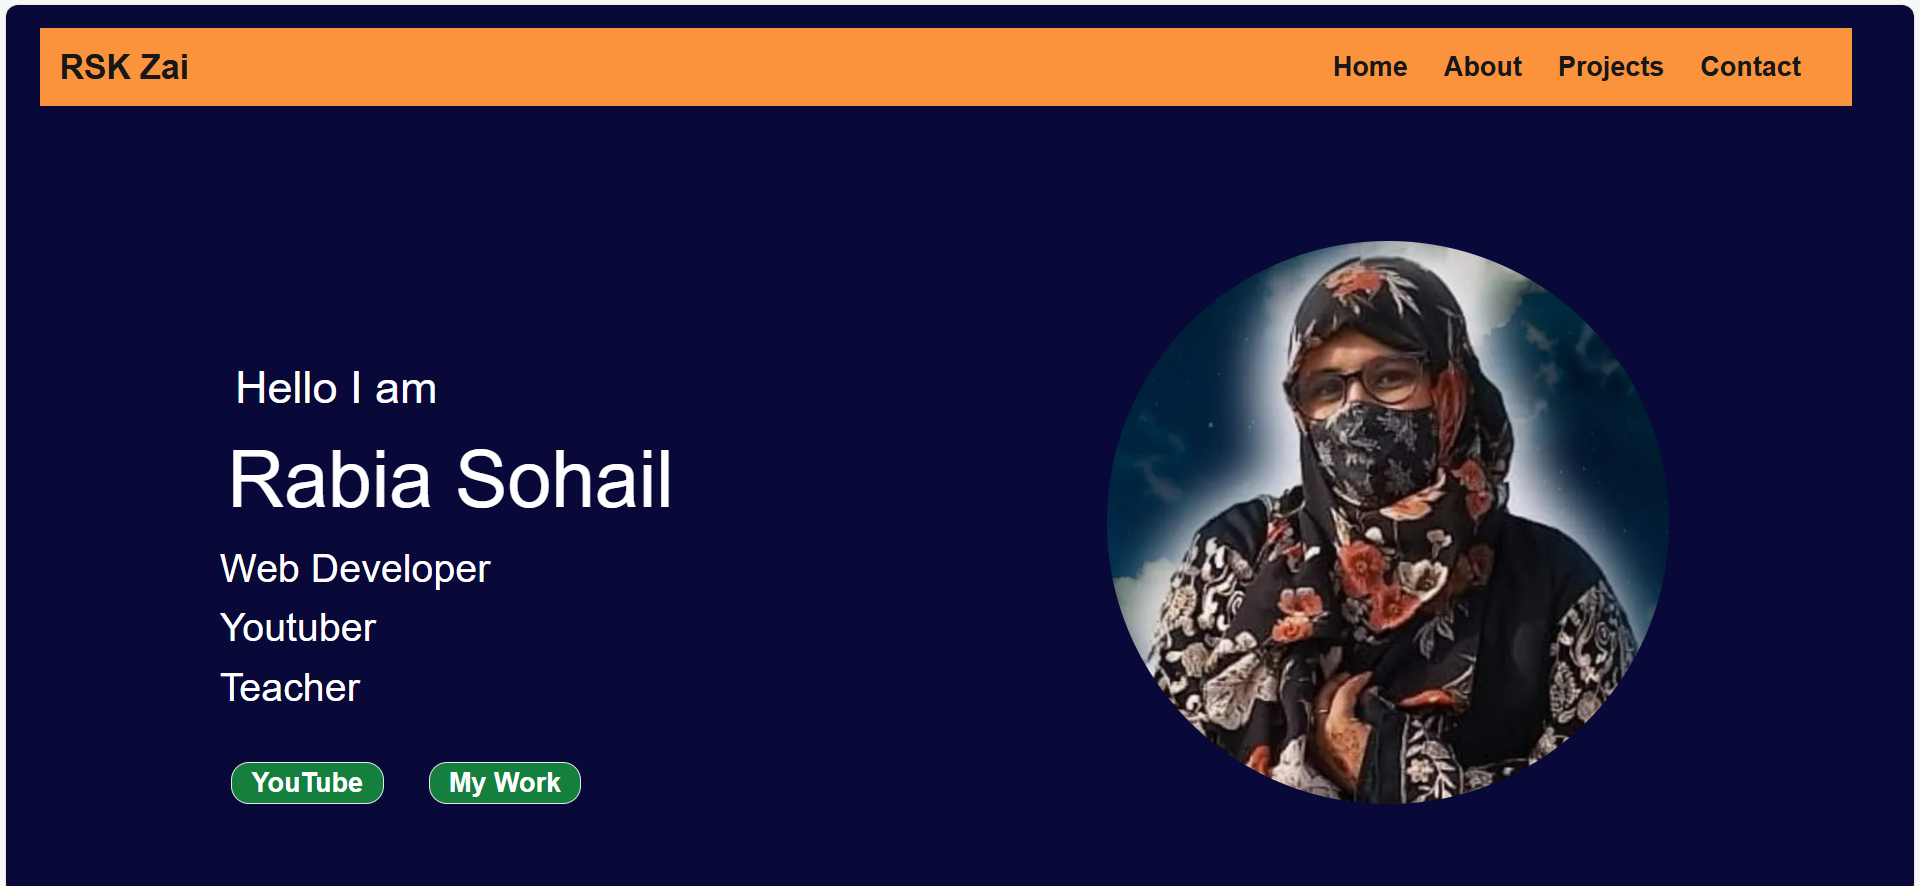 RSK Zai
Home About Projects Contact
Hello I am
Rabia Sohail
Web Developer
Youtuber
Teacher
YouTube My Work